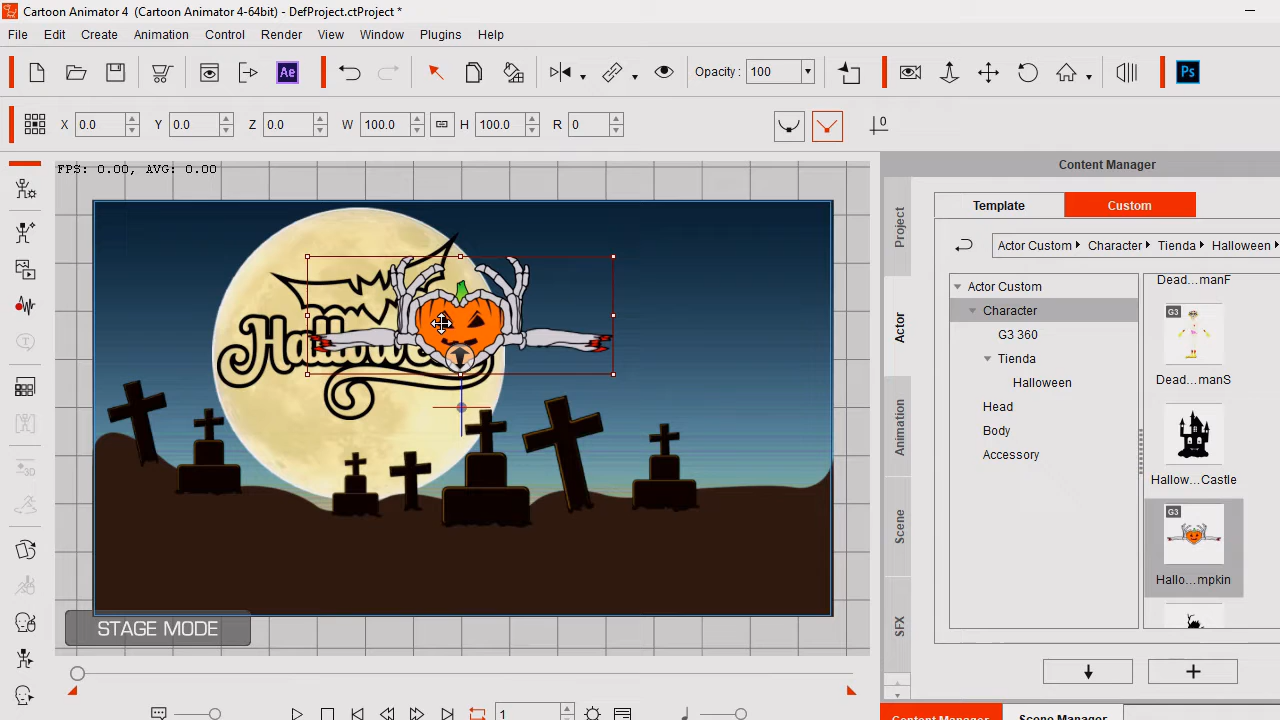 Cartoon Animator 4 (Cartoon Animator 4-64bit) - DefProject.ctProject *
File Edit Create Animation Control Render View Window Plugins Help
Ae Opacity: 100 Ps
X 0.0 Y 0.0 Z 0.0 W 100.0 H 100.0 R 0 0
FPS: 0.00, AVG: 0.00
Content Manager
Project
Template Custom
Actor Custom Character Tienda Halloween
Actor Custom
Character
G3 360
Tienda
Halloween
Head
Body
Accessory
Dead...manF
G3
Dead...manS
Hallow...Castle
G3
Hallo...mpkin
Actor
Animation
Scene
SFX
STAGE MODE
3D
1
Content Manager Scene Manager